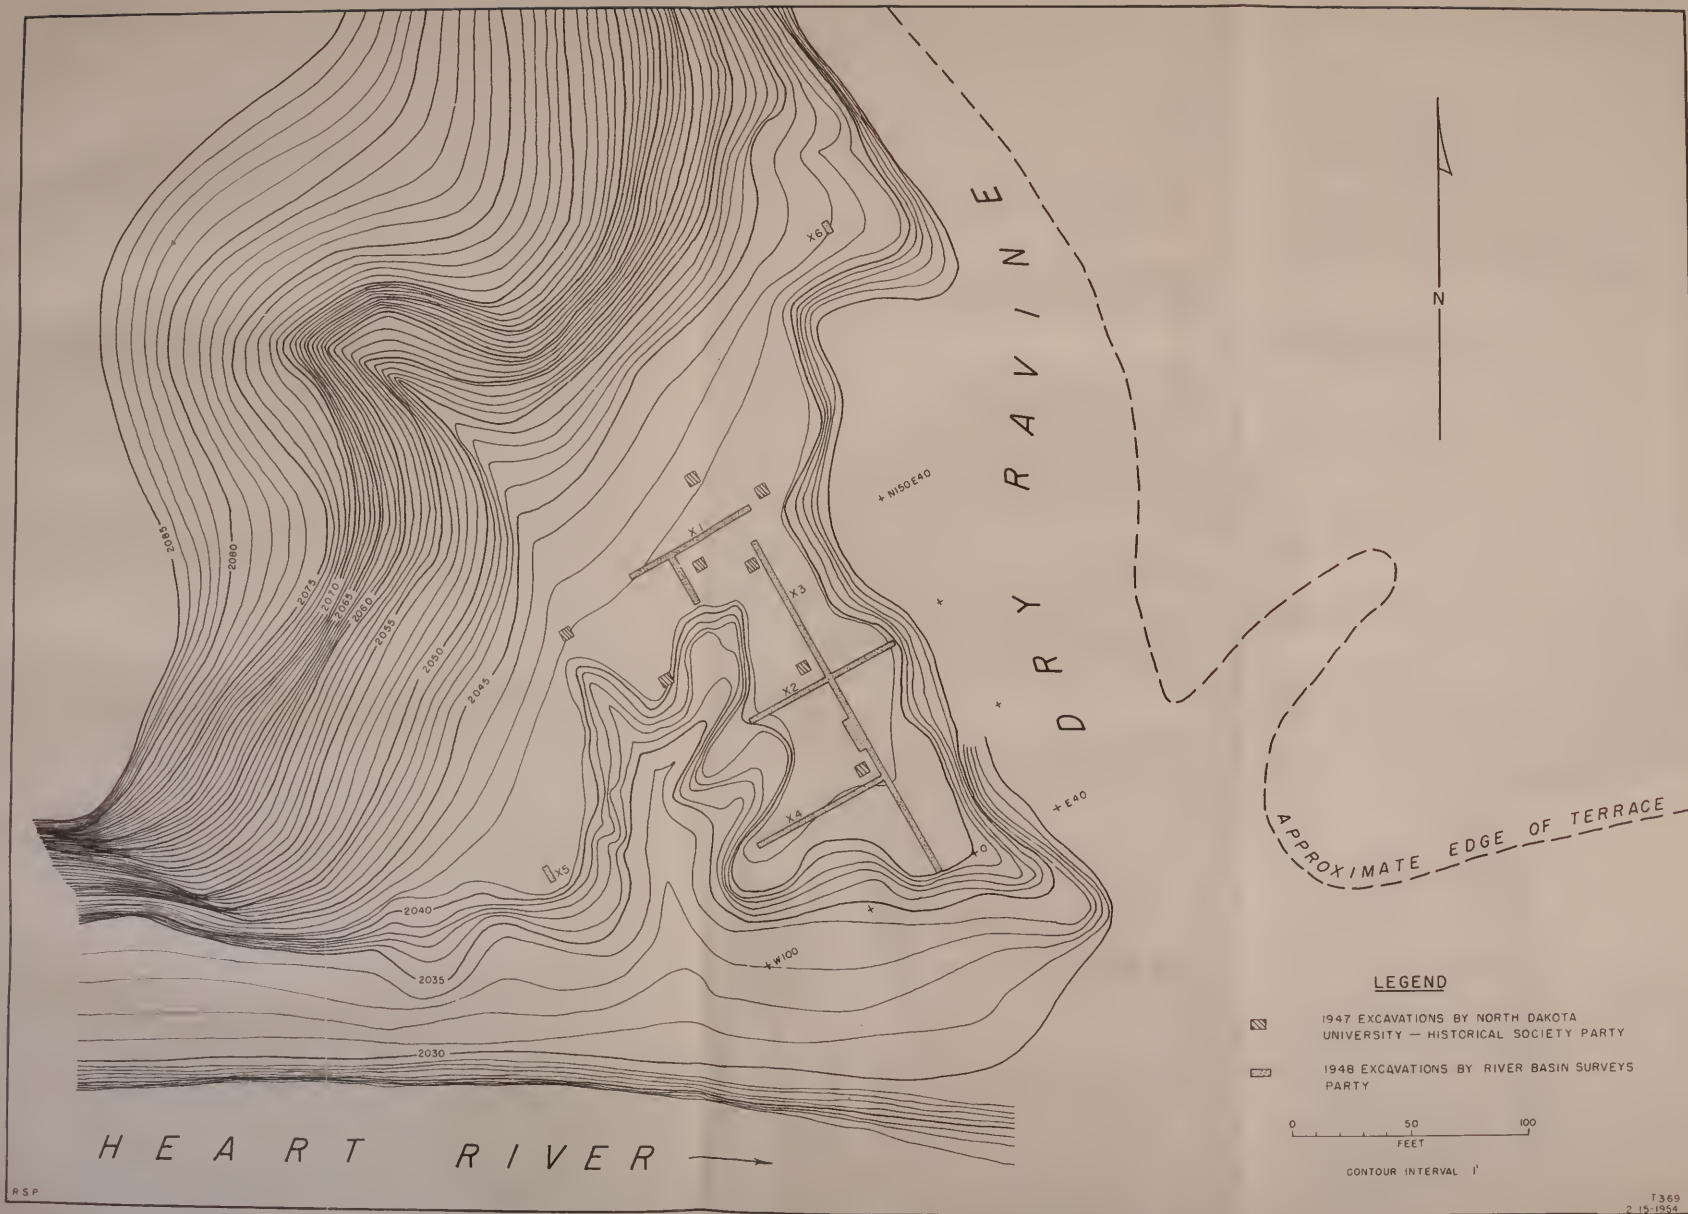 X6
N
DRY RAVINE
+ N150E40
X1
X3
2085
2080
2075
2070
2065
2060
2055
2050
2045
X2
X4
X5
+ E40
+ O
APPROXIMATE EDGE OF TERRACE
2040
+ W100
2035
2030
HEART RIVER
LEGEND
1947 EXCAVATIONS BY NORTH DAKOTA
UNIVERSITY — HISTORICAL SOCIETY PARTY
1948 EXCAVATIONS BY RIVER BASIN SURVEYS
PARTY
0 50 100
FEET
CONTOUR INTERVAL 1'
RSP
T369
2-15-1954